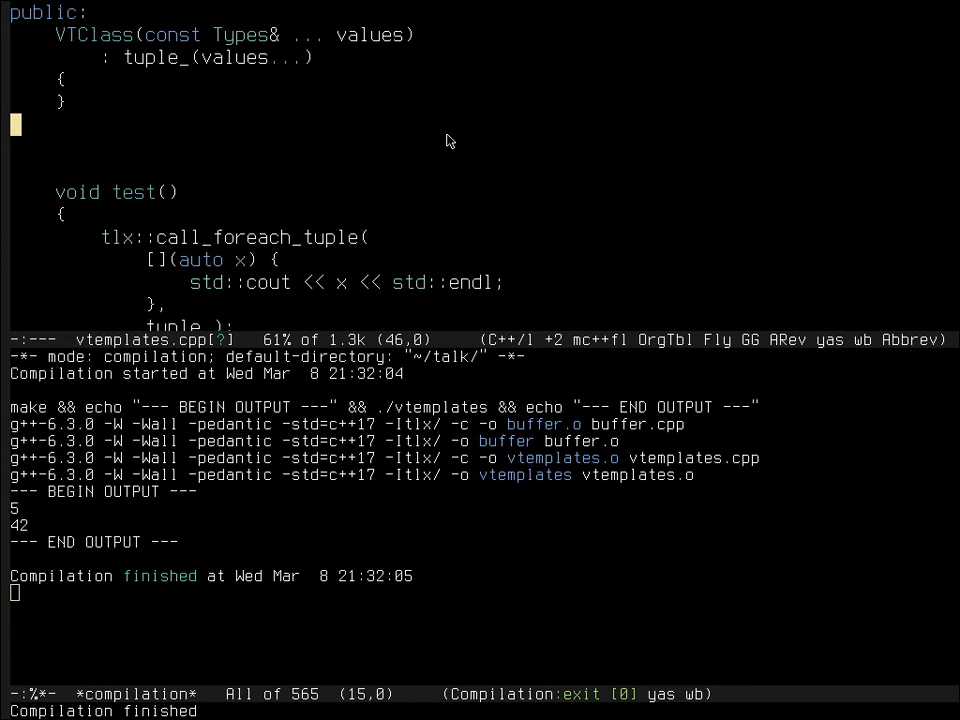 public:
    VTClass(const Types& ... values)
        : tuple_(values...)
    {
    }
    void test()
    {
        tlx::call_foreach_tuple(
            [](auto x) {
                std::cout << x << std::endl;
            },
            tuple_);
-:---  vtemplates.cpp[?]   61% of 1.3k (46,0)     (C++/l +2 mc++fl OrgTbl Fly GG ARev yas wb Abbrev)
-*- mode: compilation; default-directory: "~/talk/" -*-
Compilation started at Wed Mar  8 21:32:04
make && echo "--- BEGIN OUTPUT ---" && ./vtemplates && echo "--- END OUTPUT ---"
g++-6.3.0 -W -Wall -pedantic -std=c++17 -Itlx/ -c -o buffer.o buffer.cpp
g++-6.3.0 -W -Wall -pedantic -std=c++17 -Itlx/ -o buffer buffer.o
g++-6.3.0 -W -Wall -pedantic -std=c++17 -Itlx/ -c -o vtemplates.o vtemplates.cpp
g++-6.3.0 -W -Wall -pedantic -std=c++17 -Itlx/ -o vtemplates vtemplates.o
--- BEGIN OUTPUT ---
5
42
--- END OUTPUT ---
Compilation finished at Wed Mar  8 21:32:05
-:%*-  *compilation*   All of 565  (15,0)     (Compilation:exit [0] yas wb)
Compilation finished